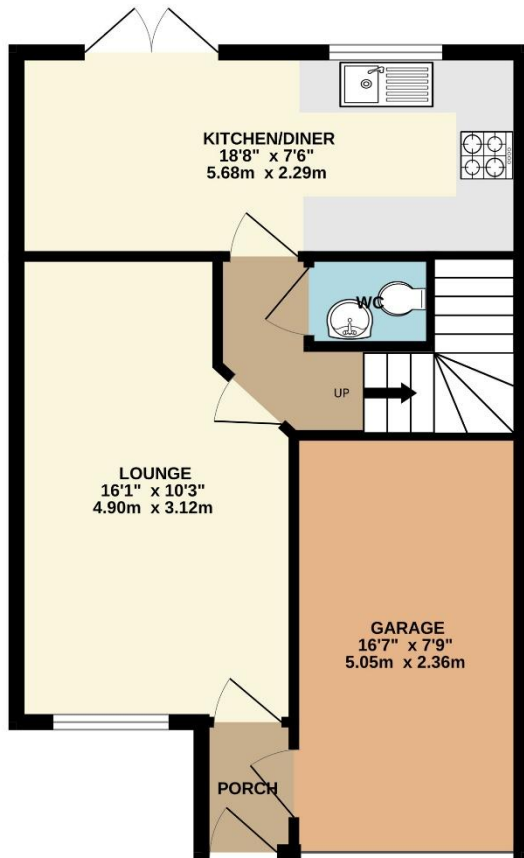 KITCHEN/DINER
18'8" x 7'6"
5.68m x 2.29m
WC
UP
LOUNGE
16'1" x 10'3"
4.90m x 3.12m
GARAGE
16'7" x 7'9"
5.05m x 2.36m
PORCH